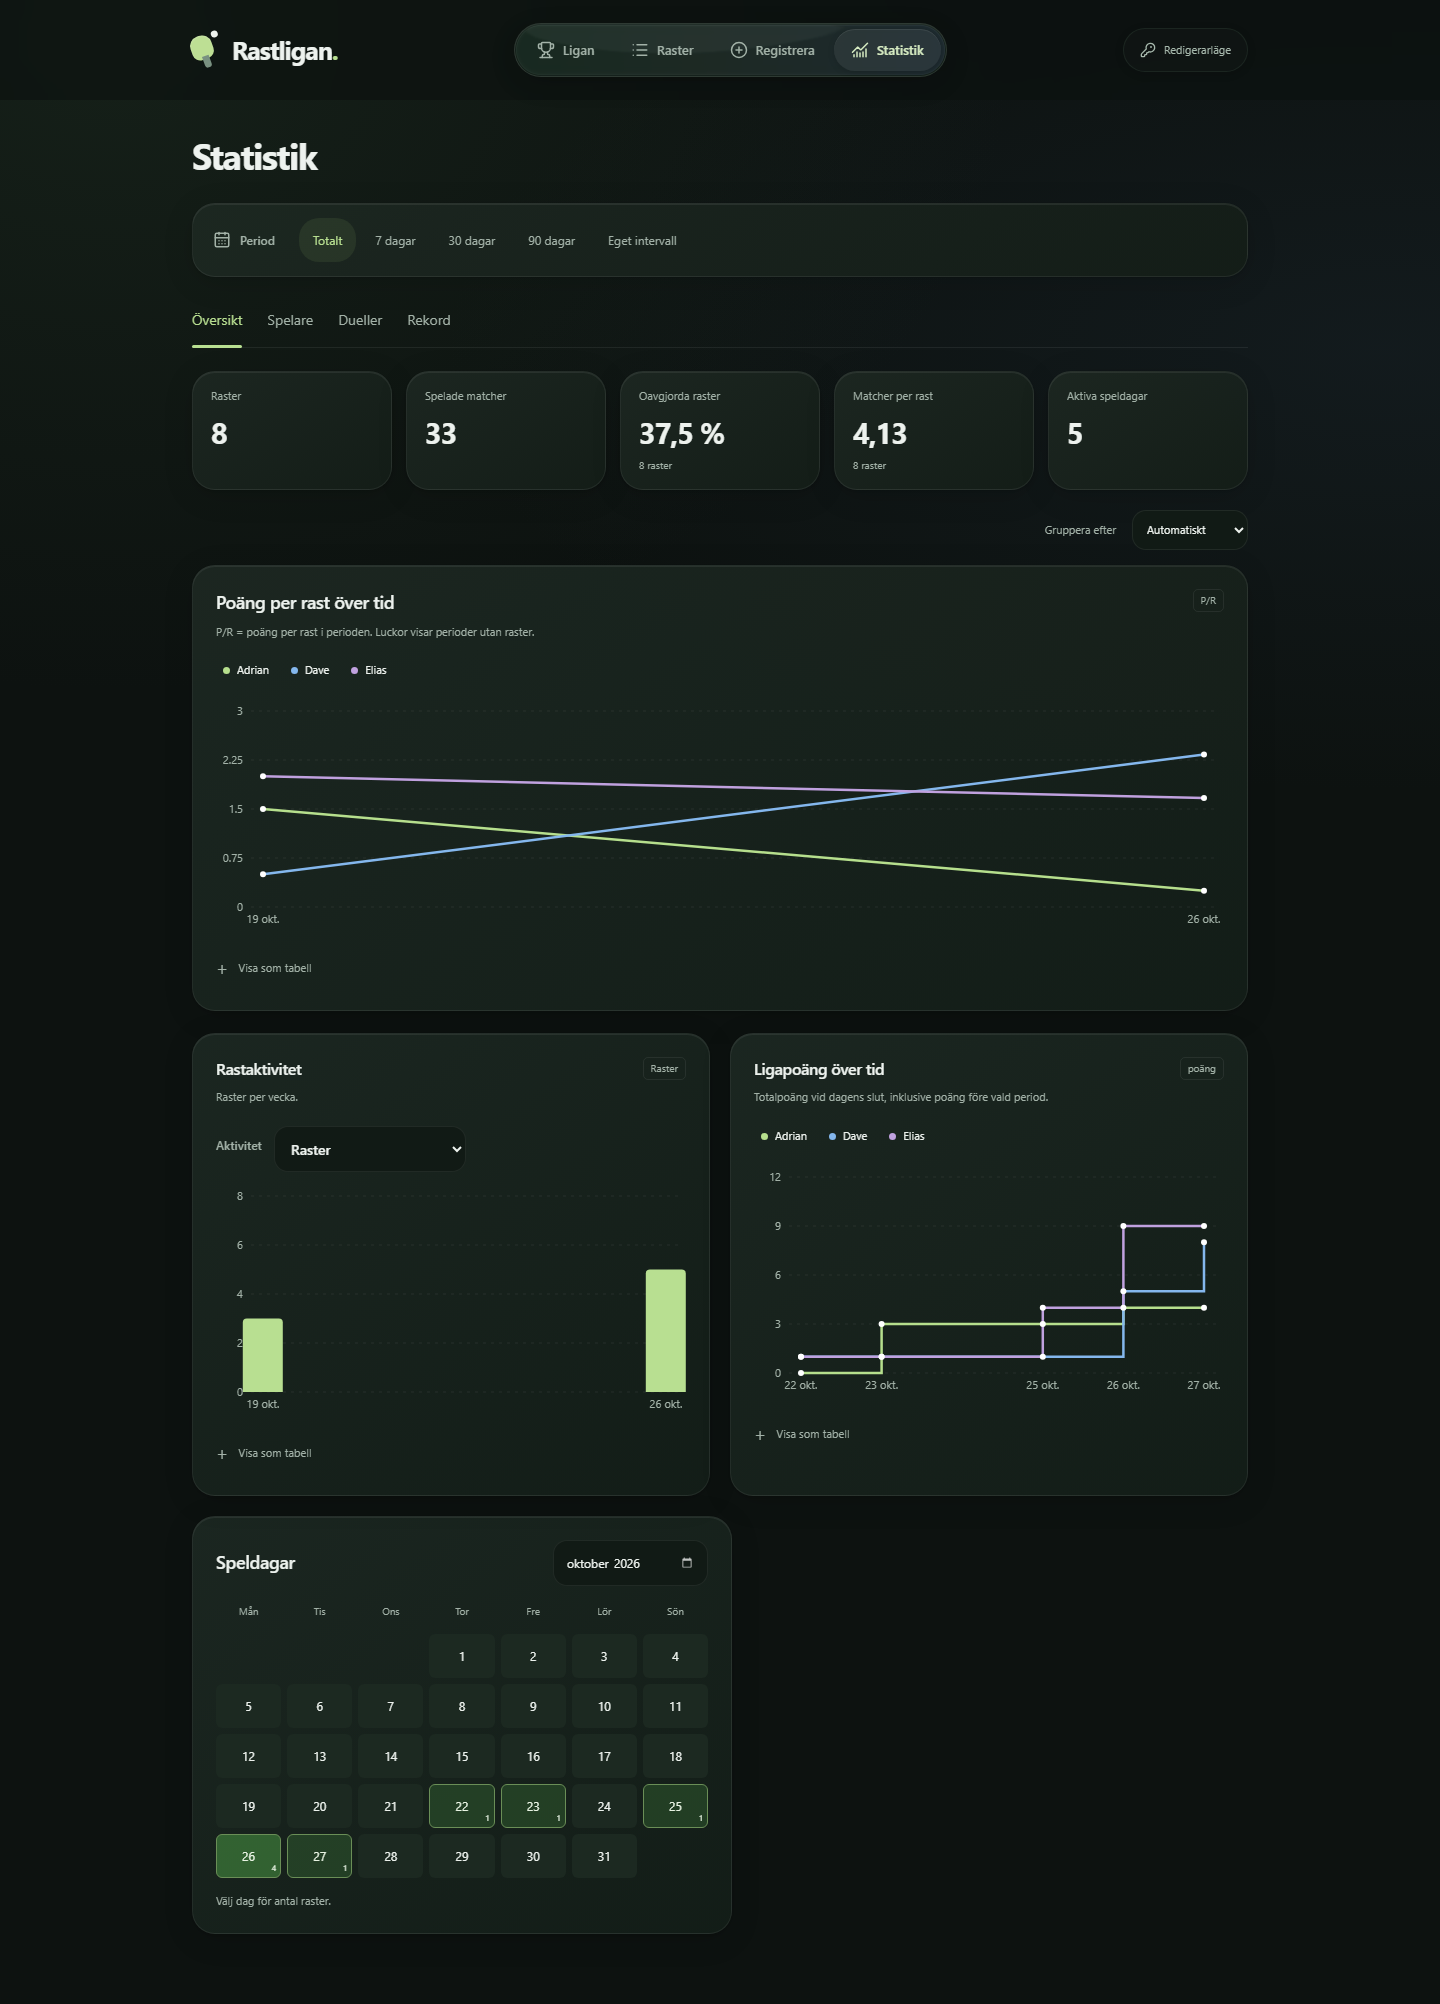 Rastligan.
Ligan
Raster
Registrera
Statistik
Redigerarläge
Statistik
Period
Totalt
7 dagar
30 dagar
90 dagar
Eget intervall
Översikt
Spelare
Dueller
Rekord
Raster
8
Spelade matcher
33
Oavgjorda raster
37,5 %
8 raster
Matcher per rast
4,13
8 raster
Aktiva speldagar
5
Gruppera efter
Automatiskt
Poäng per rast över tid
P/R
P/R = poäng per rast i perioden. Luckor visar perioder utan raster.
Adrian
Dave
Elias
3
2.25
1.5
0.75
0
19 okt.
26 okt.
+ Visa som tabell
Rastaktivitet
Raster
Raster per vecka.
Aktivitet
Raster
8
6
4
2
0
19 okt.
26 okt.
+ Visa som tabell
Ligapoäng över tid
poäng
Totalpoäng vid dagens slut, inklusive poäng före vald period.
Adrian
Dave
Elias
12
9
6
3
0
22 okt.
23 okt.
25 okt.
26 okt.
27 okt.
+ Visa som tabell
Speldagar
oktober 2026
Mån Tis Ons Tor Fre Lör Sön
1 2 3 4
5 6 7 8 9 10 11
12 13 14 15 16 17 18
19 20 21 22 1 23 1 24 25 1
26 4 27 1 28 29 30 31
Välj dag för antal raster.